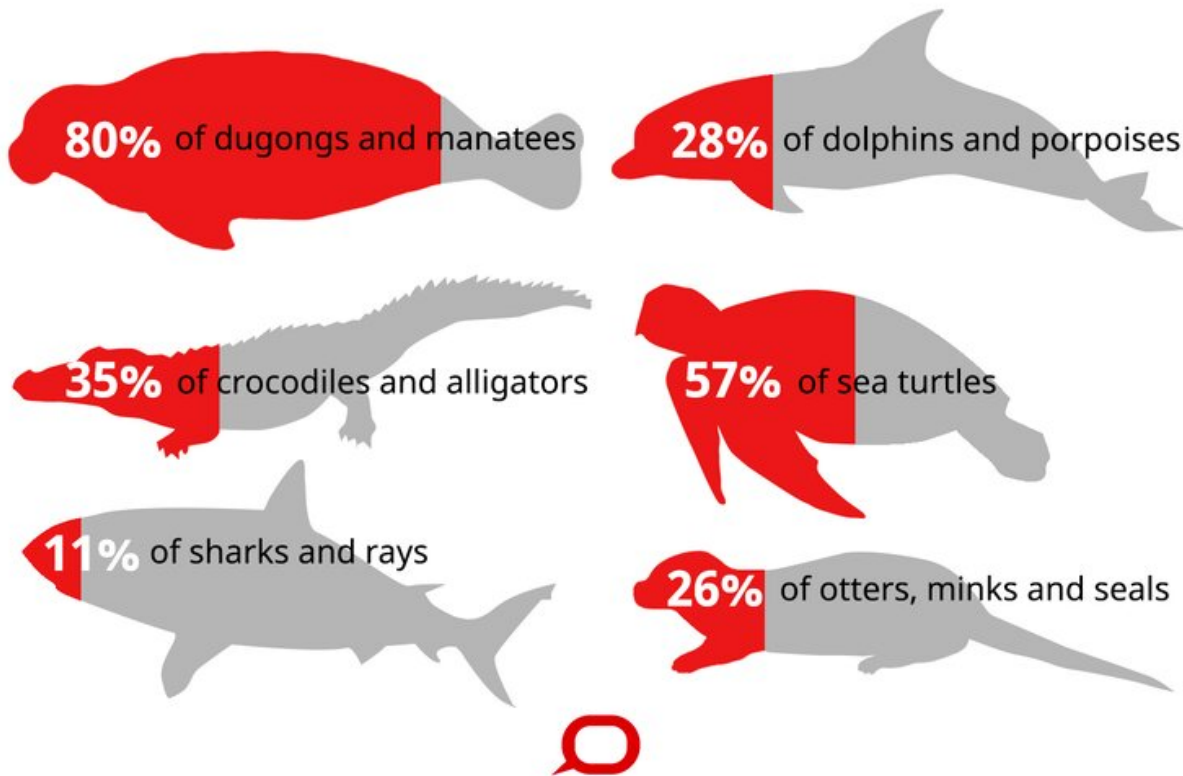 80% of dugongs and manatees
28% of dolphins and porpoises
35% of crocodiles and alligators
57% of sea turtles
11% of sharks and rays
26% of otters, minks and seals